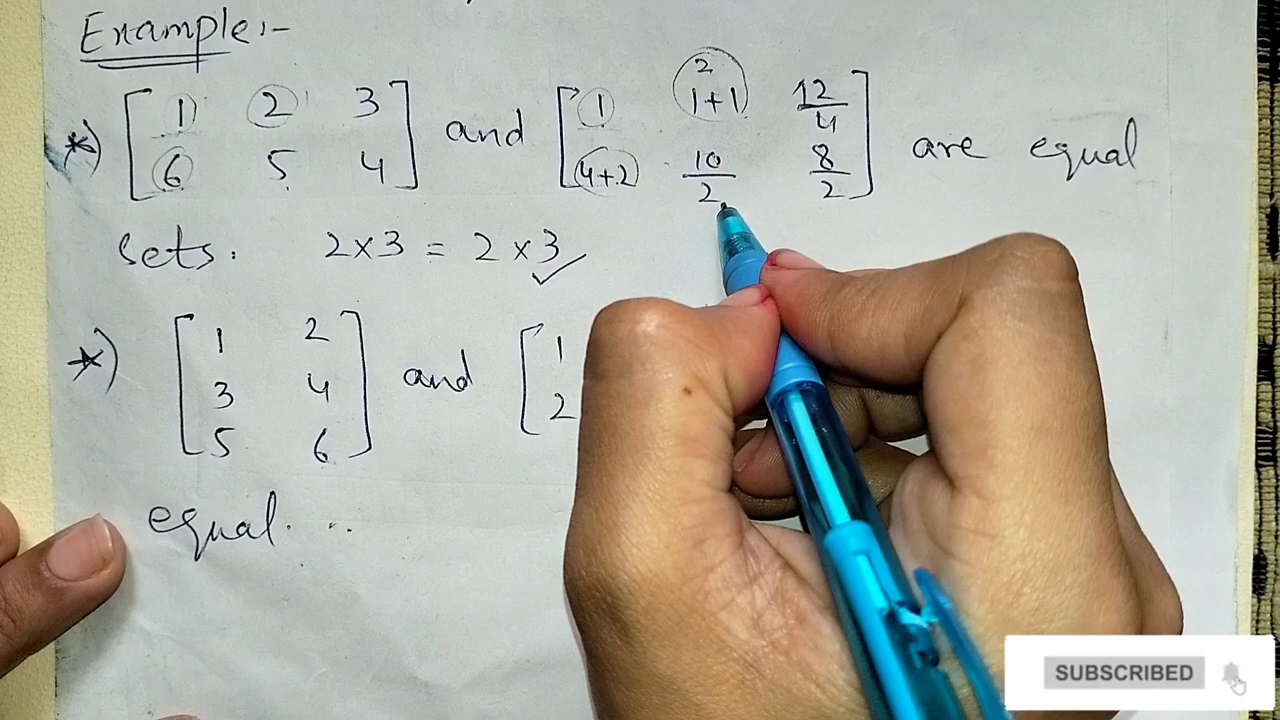 Example:-
*) [ 1 2 3 and [ 1 2 1+1 12/4 ] are equal
6 5 4 ] 4+2 10/2 8/2
sets. 2×3 = 2×3 ✓
*) [ 1 2 ] and [ 1
3 4 2
5 6
equal.
SUBSCRIBED